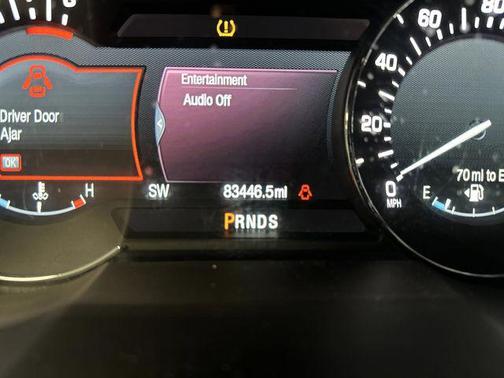 80
60
40
20
0
MPH
Entertainment
Audio Off
Driver Door
Ajar
OK
H
SW
83446.5mi
70 mi to E
E
PRNDS